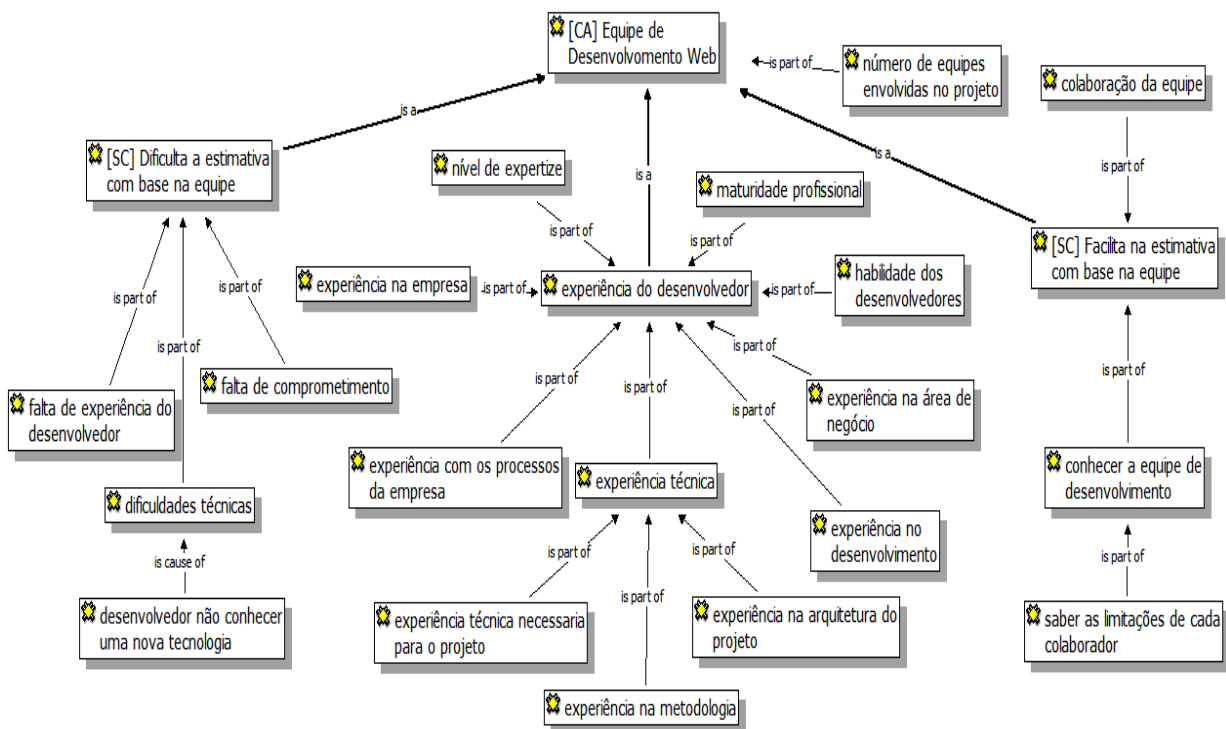 [CA] Equipe de
Desenvolvomento Web
is part of
número de equipes
envolvidas no projeto
colaboração da equipe
is a
[SC] Dificulta a estimativa
com base na equipe
nível de expertize
is a
maturidade profissional
is a
is part of
[SC] Facilita na estimativa
com base na equipe
is part of
is part of
experiência na empresa
is part of
experiência do desenvolvedor
is part of
habilidade dos
desenvolvedores
is part of
is part of
is part of
is part of
falta de experiência do
desenvolvedor
falta de comprometimento
is part of
is part of
is part of
experiência na área de
negócio
is part of
experiência com os processos
da empresa
experiência técnica
conhecer a equipe de
desenvolvimento
dificuldades técnicas
experiência no
desenvolvimento
is cause of
is part of
is part of
is part of
is part of
desenvolvedor não conhecer
uma nova tecnologia
experiência técnica necessaria
para o projeto
experiência na arquitetura do
projeto
saber as limitações de cada
colaborador
experiência na metodologia